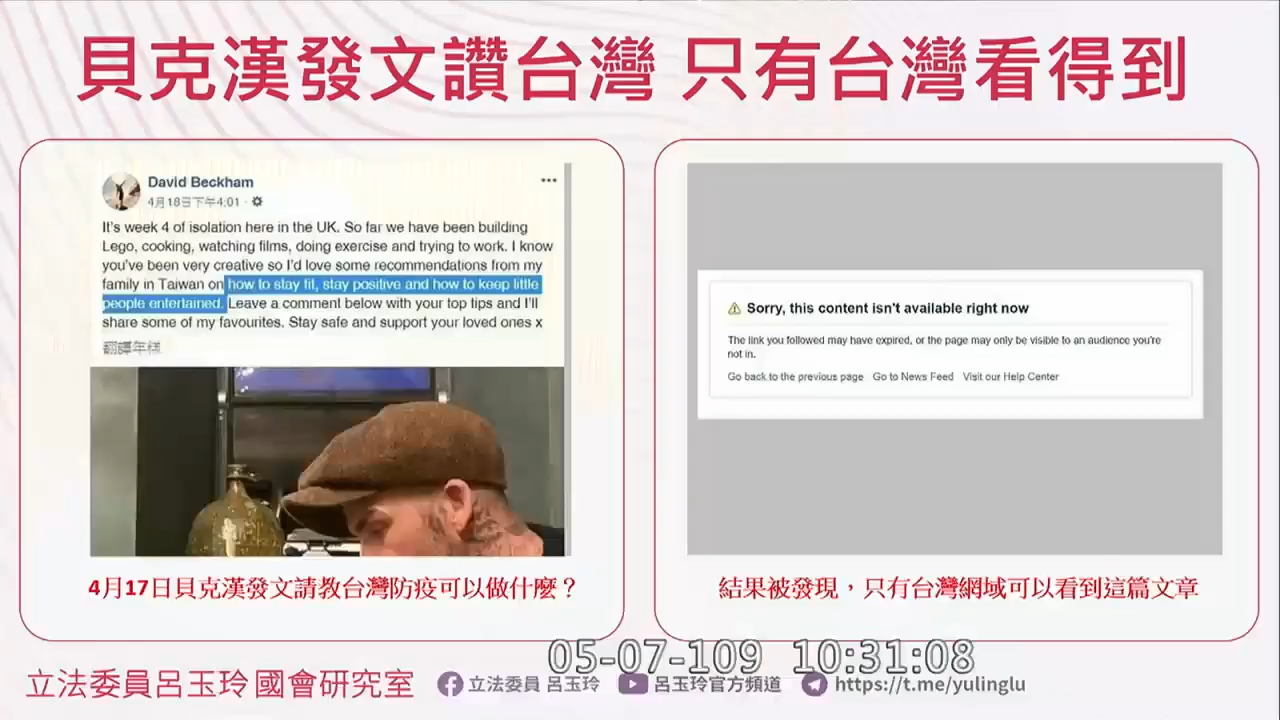 貝克漢發文讚台灣 只有台灣看得到
David Beckham
4月18日下午4:01
It's week 4 of isolation here in the UK. So far we have been building
Lego, cooking, watching films, doing exercise and trying to work. I know
you've been very creative so I'd love some recommendations from my
family in Taiwan on how to stay fit, stay positive and how to keep little
people entertained. Leave a comment below with your top tips and I'll
share some of my favourites. Stay safe and support your loved ones x
翻譯年糕
4月17日貝克漢發文請教台灣防疫可以做什麼？
Sorry, this content isn't available right now
The link you followed may have expired, or the page may only be visible to an audience you're
not in.
Go back to the previous page Go to News Feed Visit our Help Center
結果被發現，只有台灣網域可以看到這篇文章
05-07-109 10:31:08
立法委員呂玉玲國會研究室
立法委員 呂玉玲
呂玉玲官方頻道
https://t.me/yulinglu